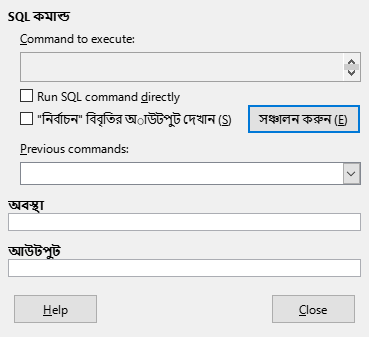 SQL কমান্ড
Command to execute:
Run SQL command directly
"নির্বাচন" বিবৃতির অাউটপুট দেখান (S)
সঞ্চালন করুন (E)
Previous commands:
অবস্থা
আউটপুট
Help
Close